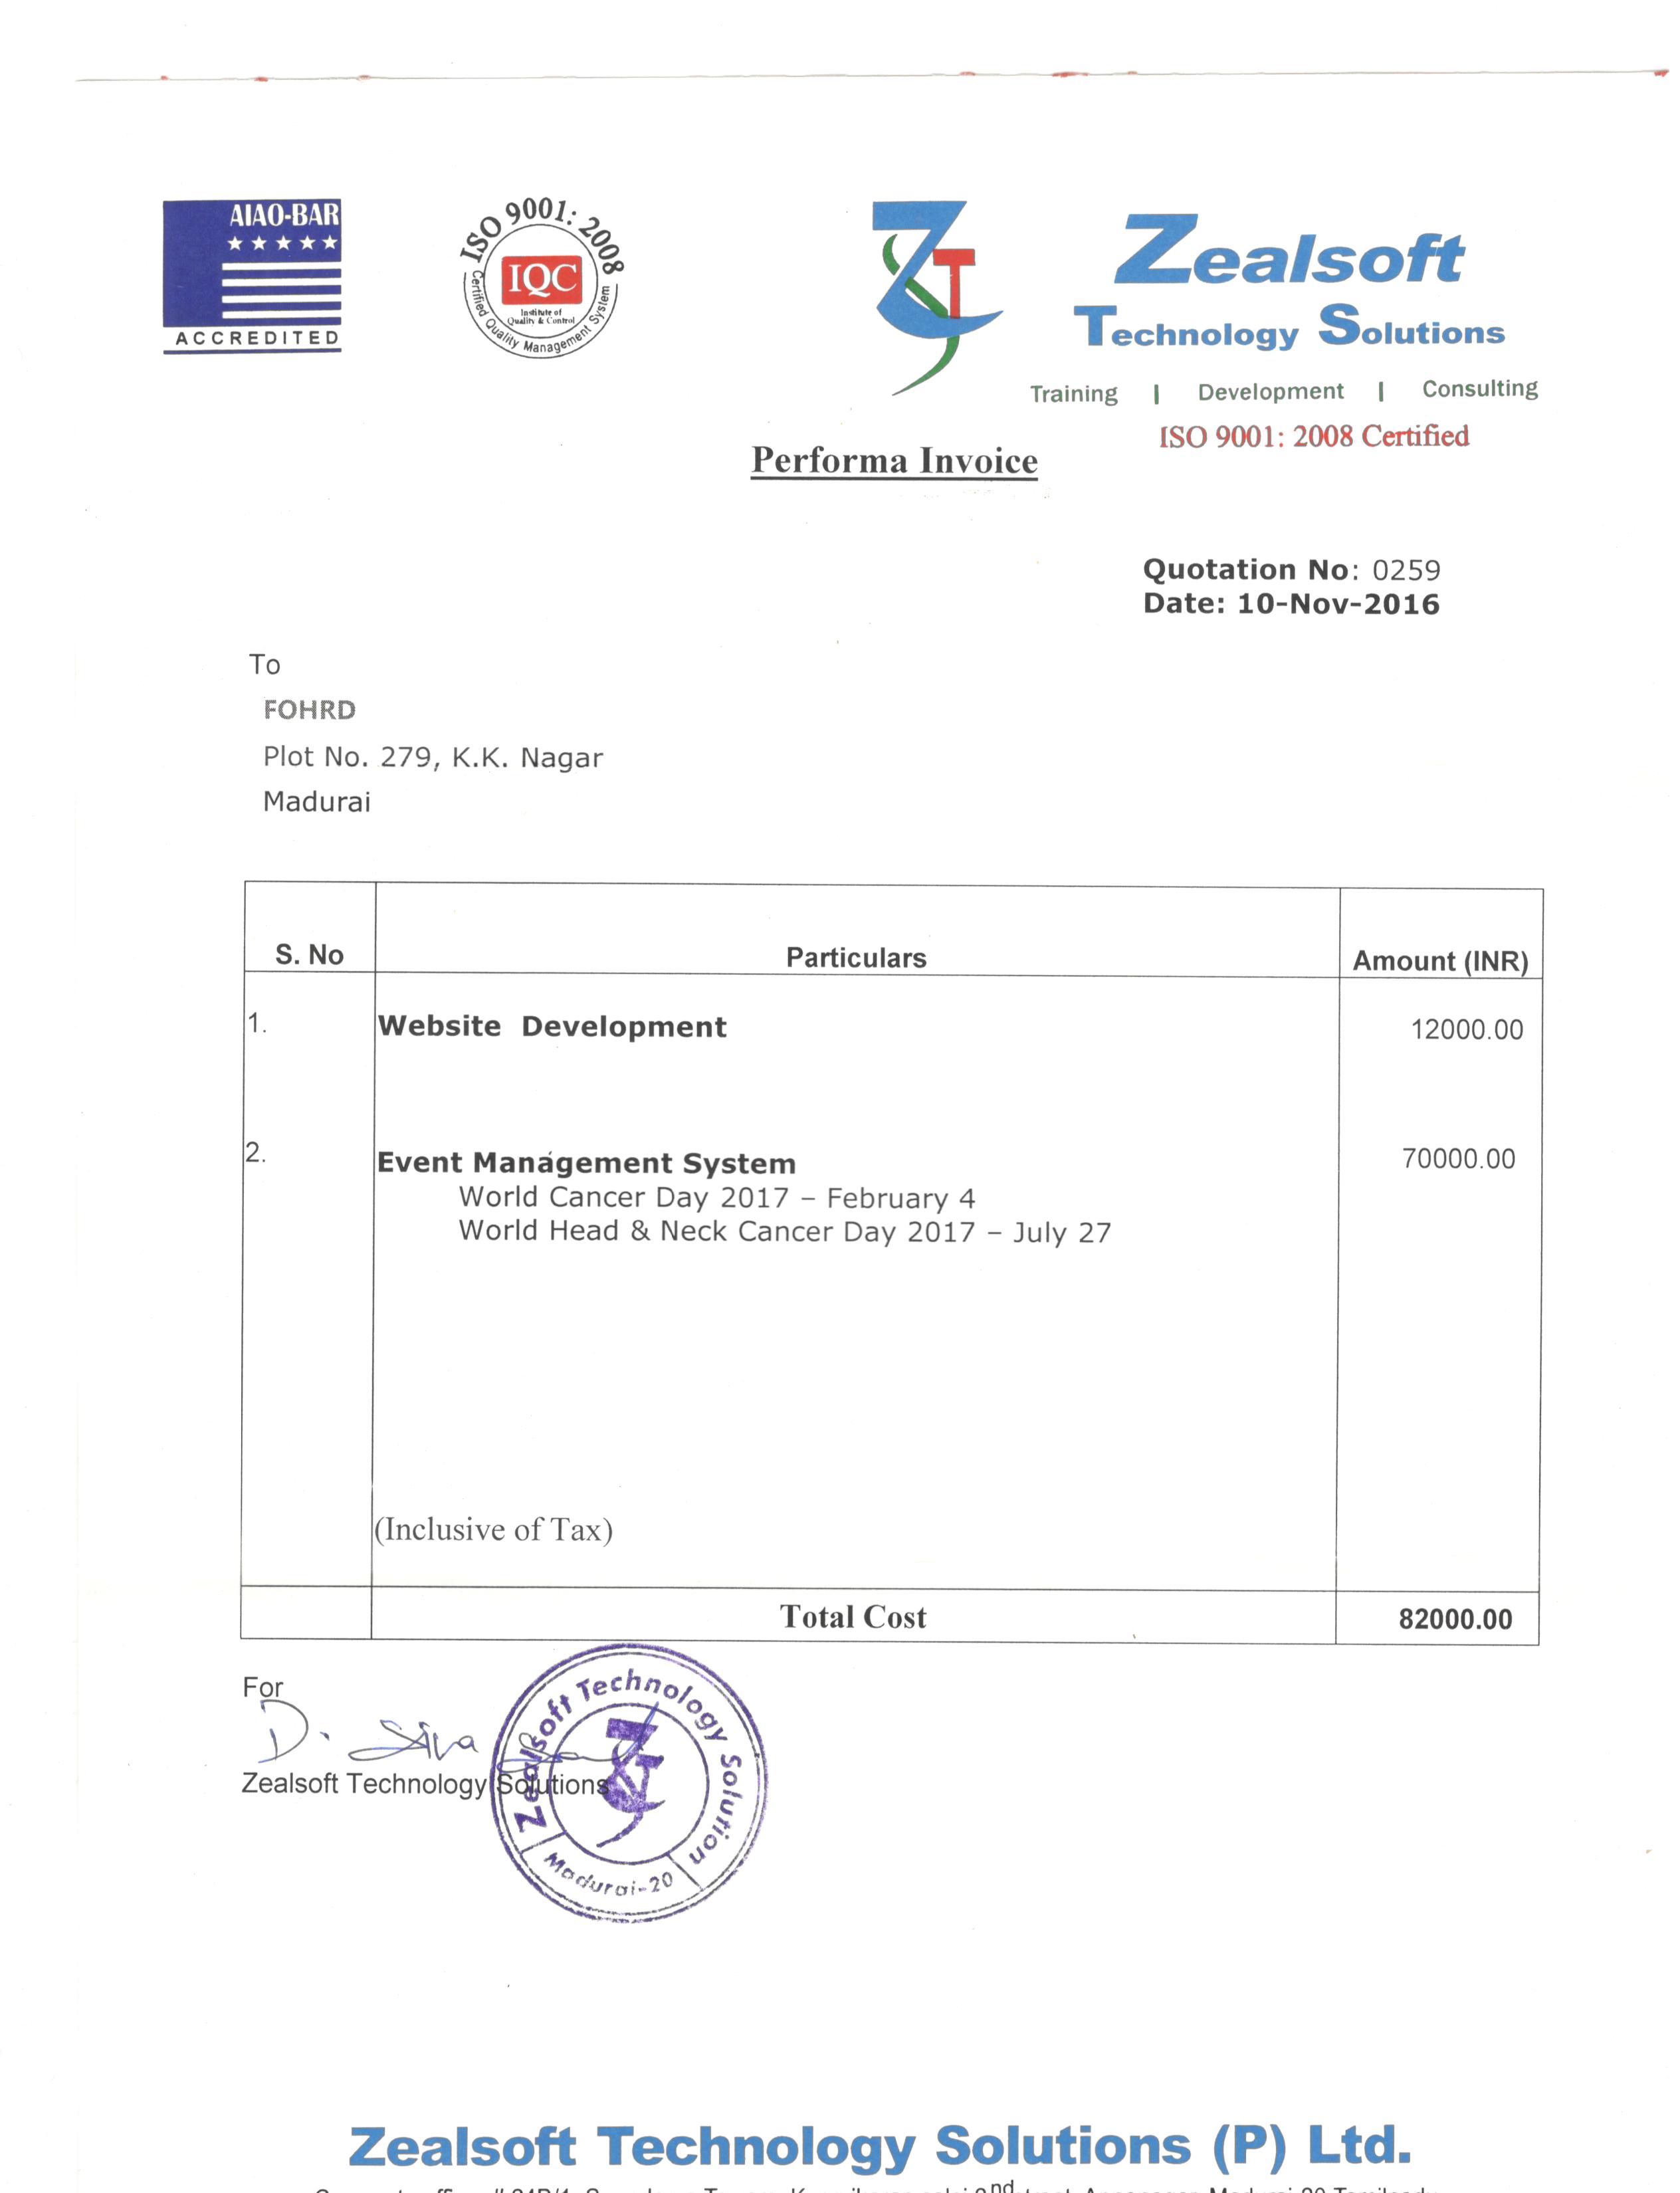 AIAO-BAR
ACCREDITED
ISO 9001: 2008
IQC
Institute of
Quality & Control
Certified Quality Management System
Zealsoft
Technology Solutions
Training | Development | Consulting
ISO 9001: 2008 Certified
Performa Invoice
Quotation No: 0259
Date: 10-Nov-2016
To
FOHRD
Plot No. 279, K.K. Nagar
Madurai
S. No Particulars Amount (INR)
1. Website Development 12000.00
2. Event Management System 70000.00
World Cancer Day 2017 – February 4
World Head & Neck Cancer Day 2017 – July 27
(Inclusive of Tax)
Total Cost 82000.00
For
D. Siva
Zealsoft Technology Solutions
Zealsoft Technology Solution
Madurai-20
Zealsoft Technology Solutions (P) Ltd.